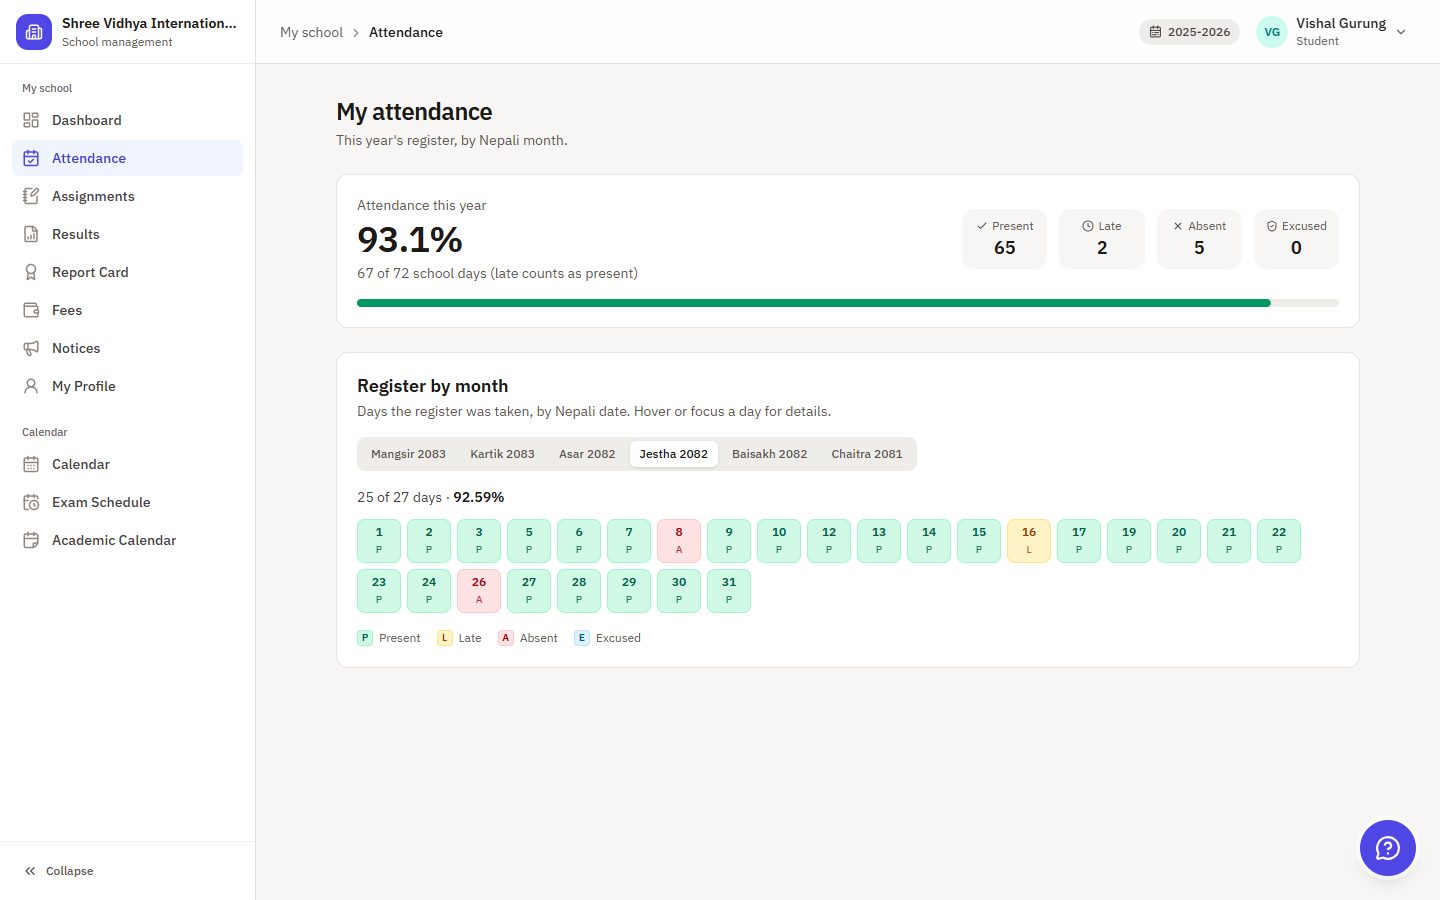 Shree Vidhya Internation...
School management
My school
Dashboard
Attendance
Assignments
Results
Report Card
Fees
Notices
My Profile
Calendar
Calendar
Exam Schedule
Academic Calendar
Collapse
My school > Attendance
2025-2026
VG
Vishal Gurung
Student
My attendance
This year's register, by Nepali month.
Attendance this year
93.1%
67 of 72 school days (late counts as present)
Present
65
Late
2
Absent
5
Excused
0
Register by month
Days the register was taken, by Nepali date. Hover or focus a day for details.
Mangsir 2083 Kartik 2083 Asar 2082 Jestha 2082 Baisakh 2082 Chaitra 2081
25 of 27 days · 92.59%
1 2 3 5 6 7 8 9 10 12 13 14 15 16 17 19 20 21 22
P P P P P P A P P P P P P L P P P P P
23 24 26 27 28 29 30 31
P P A P P P P P
P Present L Late A Absent E Excused